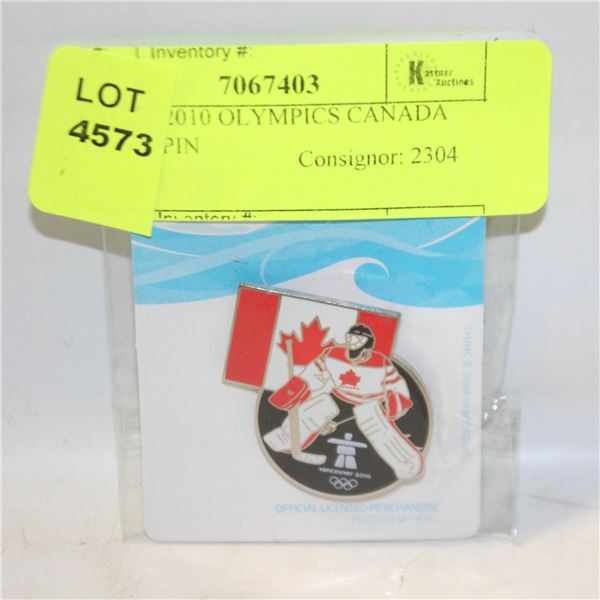 Inventory #:
7067403
Kastner
Auctions
LOT
4573
2010 OLYMPICS CANADA
PIN
Consignor: 2304
Inventory #:
vancouver 2010
OFFICIAL LICENSED MERCHANDISE
PRODUIT OFFICIEL